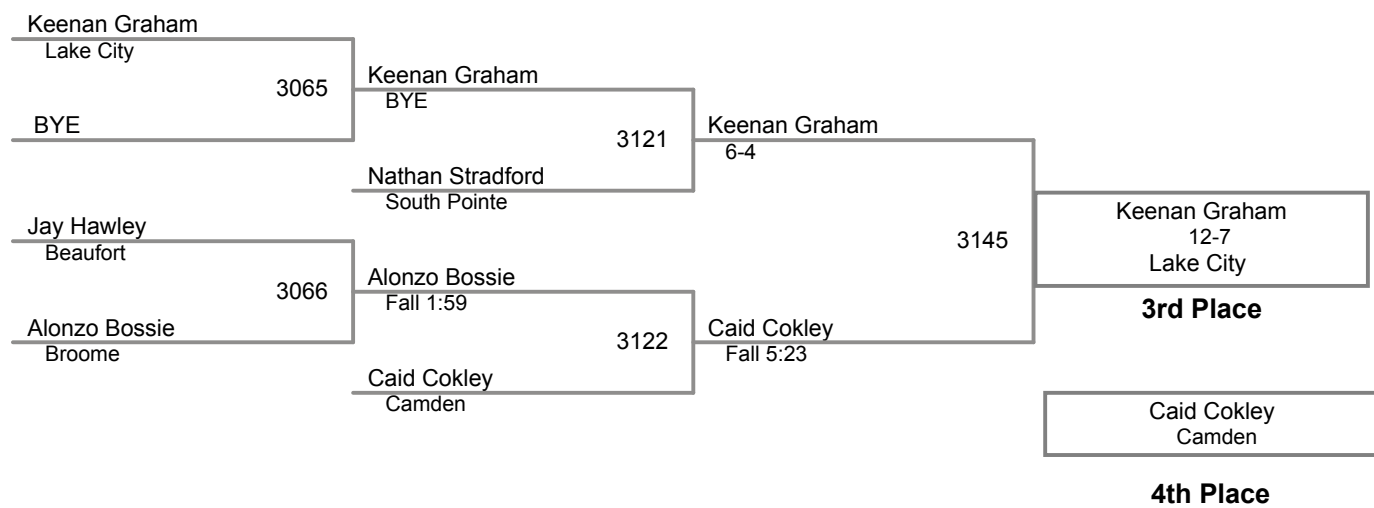 Keenan Graham
Lake City
3065
BYE
Keenan Graham
BYE
3121
Nathan Stradford
South Pointe
Keenan Graham
6-4
Jay Hawley
Beaufort
3066
Alonzo Bossie
Broome
Alonzo Bossie
Fall 1:59
3122
Caid Cokley
Camden
Caid Cokley
Fall 5:23
3145
Keenan Graham
12-7
Lake City
3rd Place
Caid Cokley
Camden
4th Place